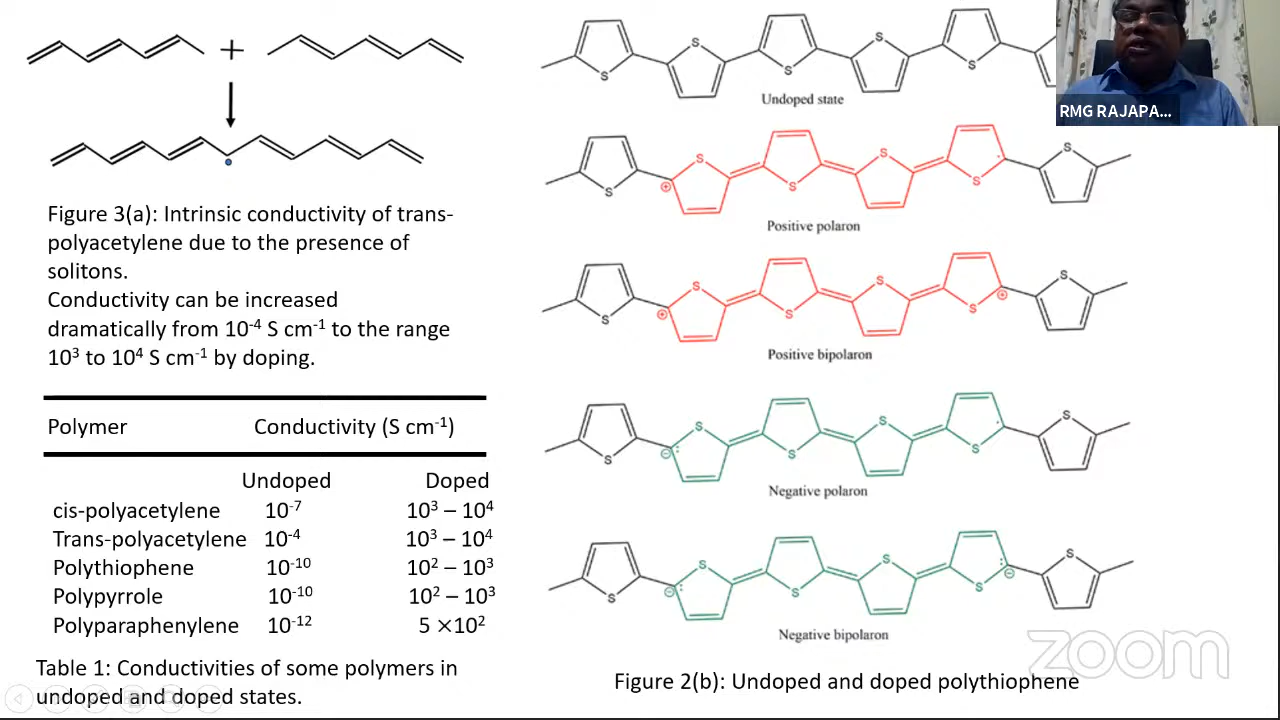 Figure 3(a): Intrinsic conductivity of trans-
polyacetylene due to the presence of
solitons.
Conductivity can be increased
dramatically from 10⁻⁴ S cm⁻¹ to the range
10³ to 10⁴ S cm⁻¹ by doping.
Polymer Conductivity (S cm⁻¹)
Undoped Doped
cis-polyacetylene 10⁻⁷ 10³ – 10⁴
Trans-polyacetylene 10⁻⁴ 10³ – 10⁴
Polythiophene 10⁻¹⁰ 10² – 10³
Polypyrrole 10⁻¹⁰ 10² – 10³
Polyparaphenylene 10⁻¹² 5 ×10²
Table 1: Conductivities of some polymers in
undoped and doped states.
S S S S S
Undoped state
S S S S S S
Positive polaron
S S S S S S
Positive bipolaron
S S S S S S
Negative polaron
S S S S S S
Negative bipolaron
Figure 2(b): Undoped and doped polythiophene
RMG RAJAPA...
zoom